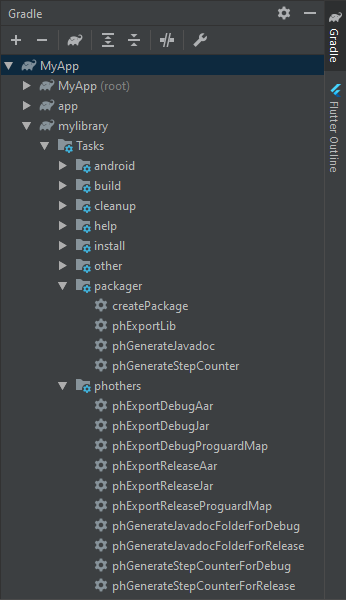 Gradle
MyApp
MyApp (root)
app
mylibrary
Tasks
android
build
cleanup
help
install
other
packager
createPackage
phExportLib
phGenerateJavadoc
phGenerateStepCounter
phothers
phExportDebugAar
phExportDebugJar
phExportDebugProguardMap
phExportReleaseAar
phExportReleaseJar
phExportReleaseProguardMap
phGenerateJavadocFolderForDebug
phGenerateJavadocFolderForRelease
phGenerateStepCounterForDebug
phGenerateStepCounterForRelease
Gradle
Flutter Outline